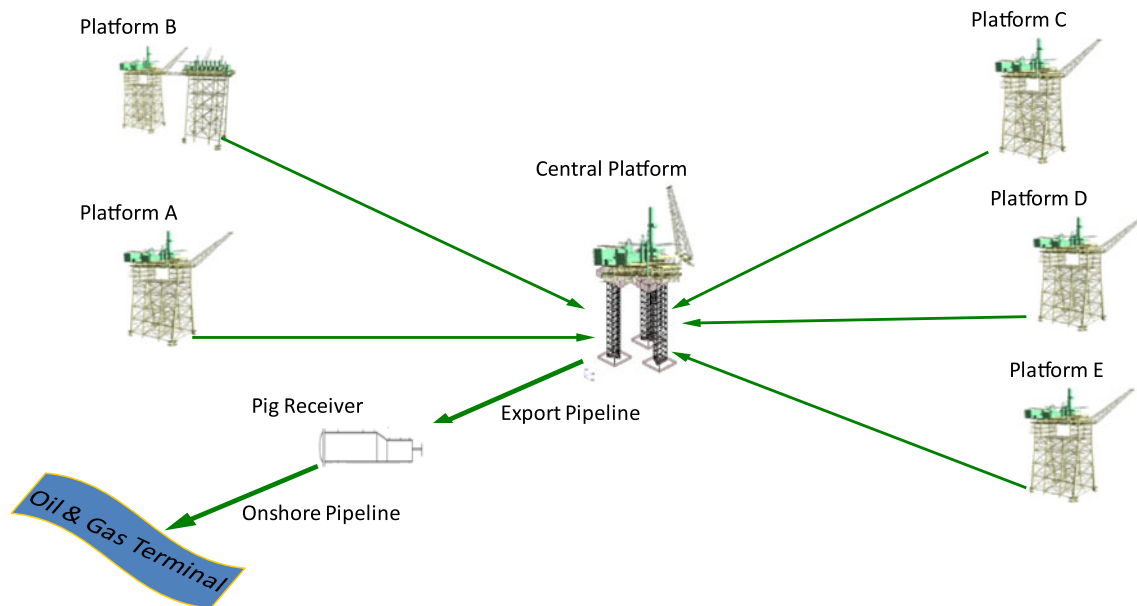 Platform B
Platform C
Central Platform
Platform A
Platform D
Platform E
Pig Receiver
Export Pipeline
Onshore Pipeline
Oil & Gas Terminal